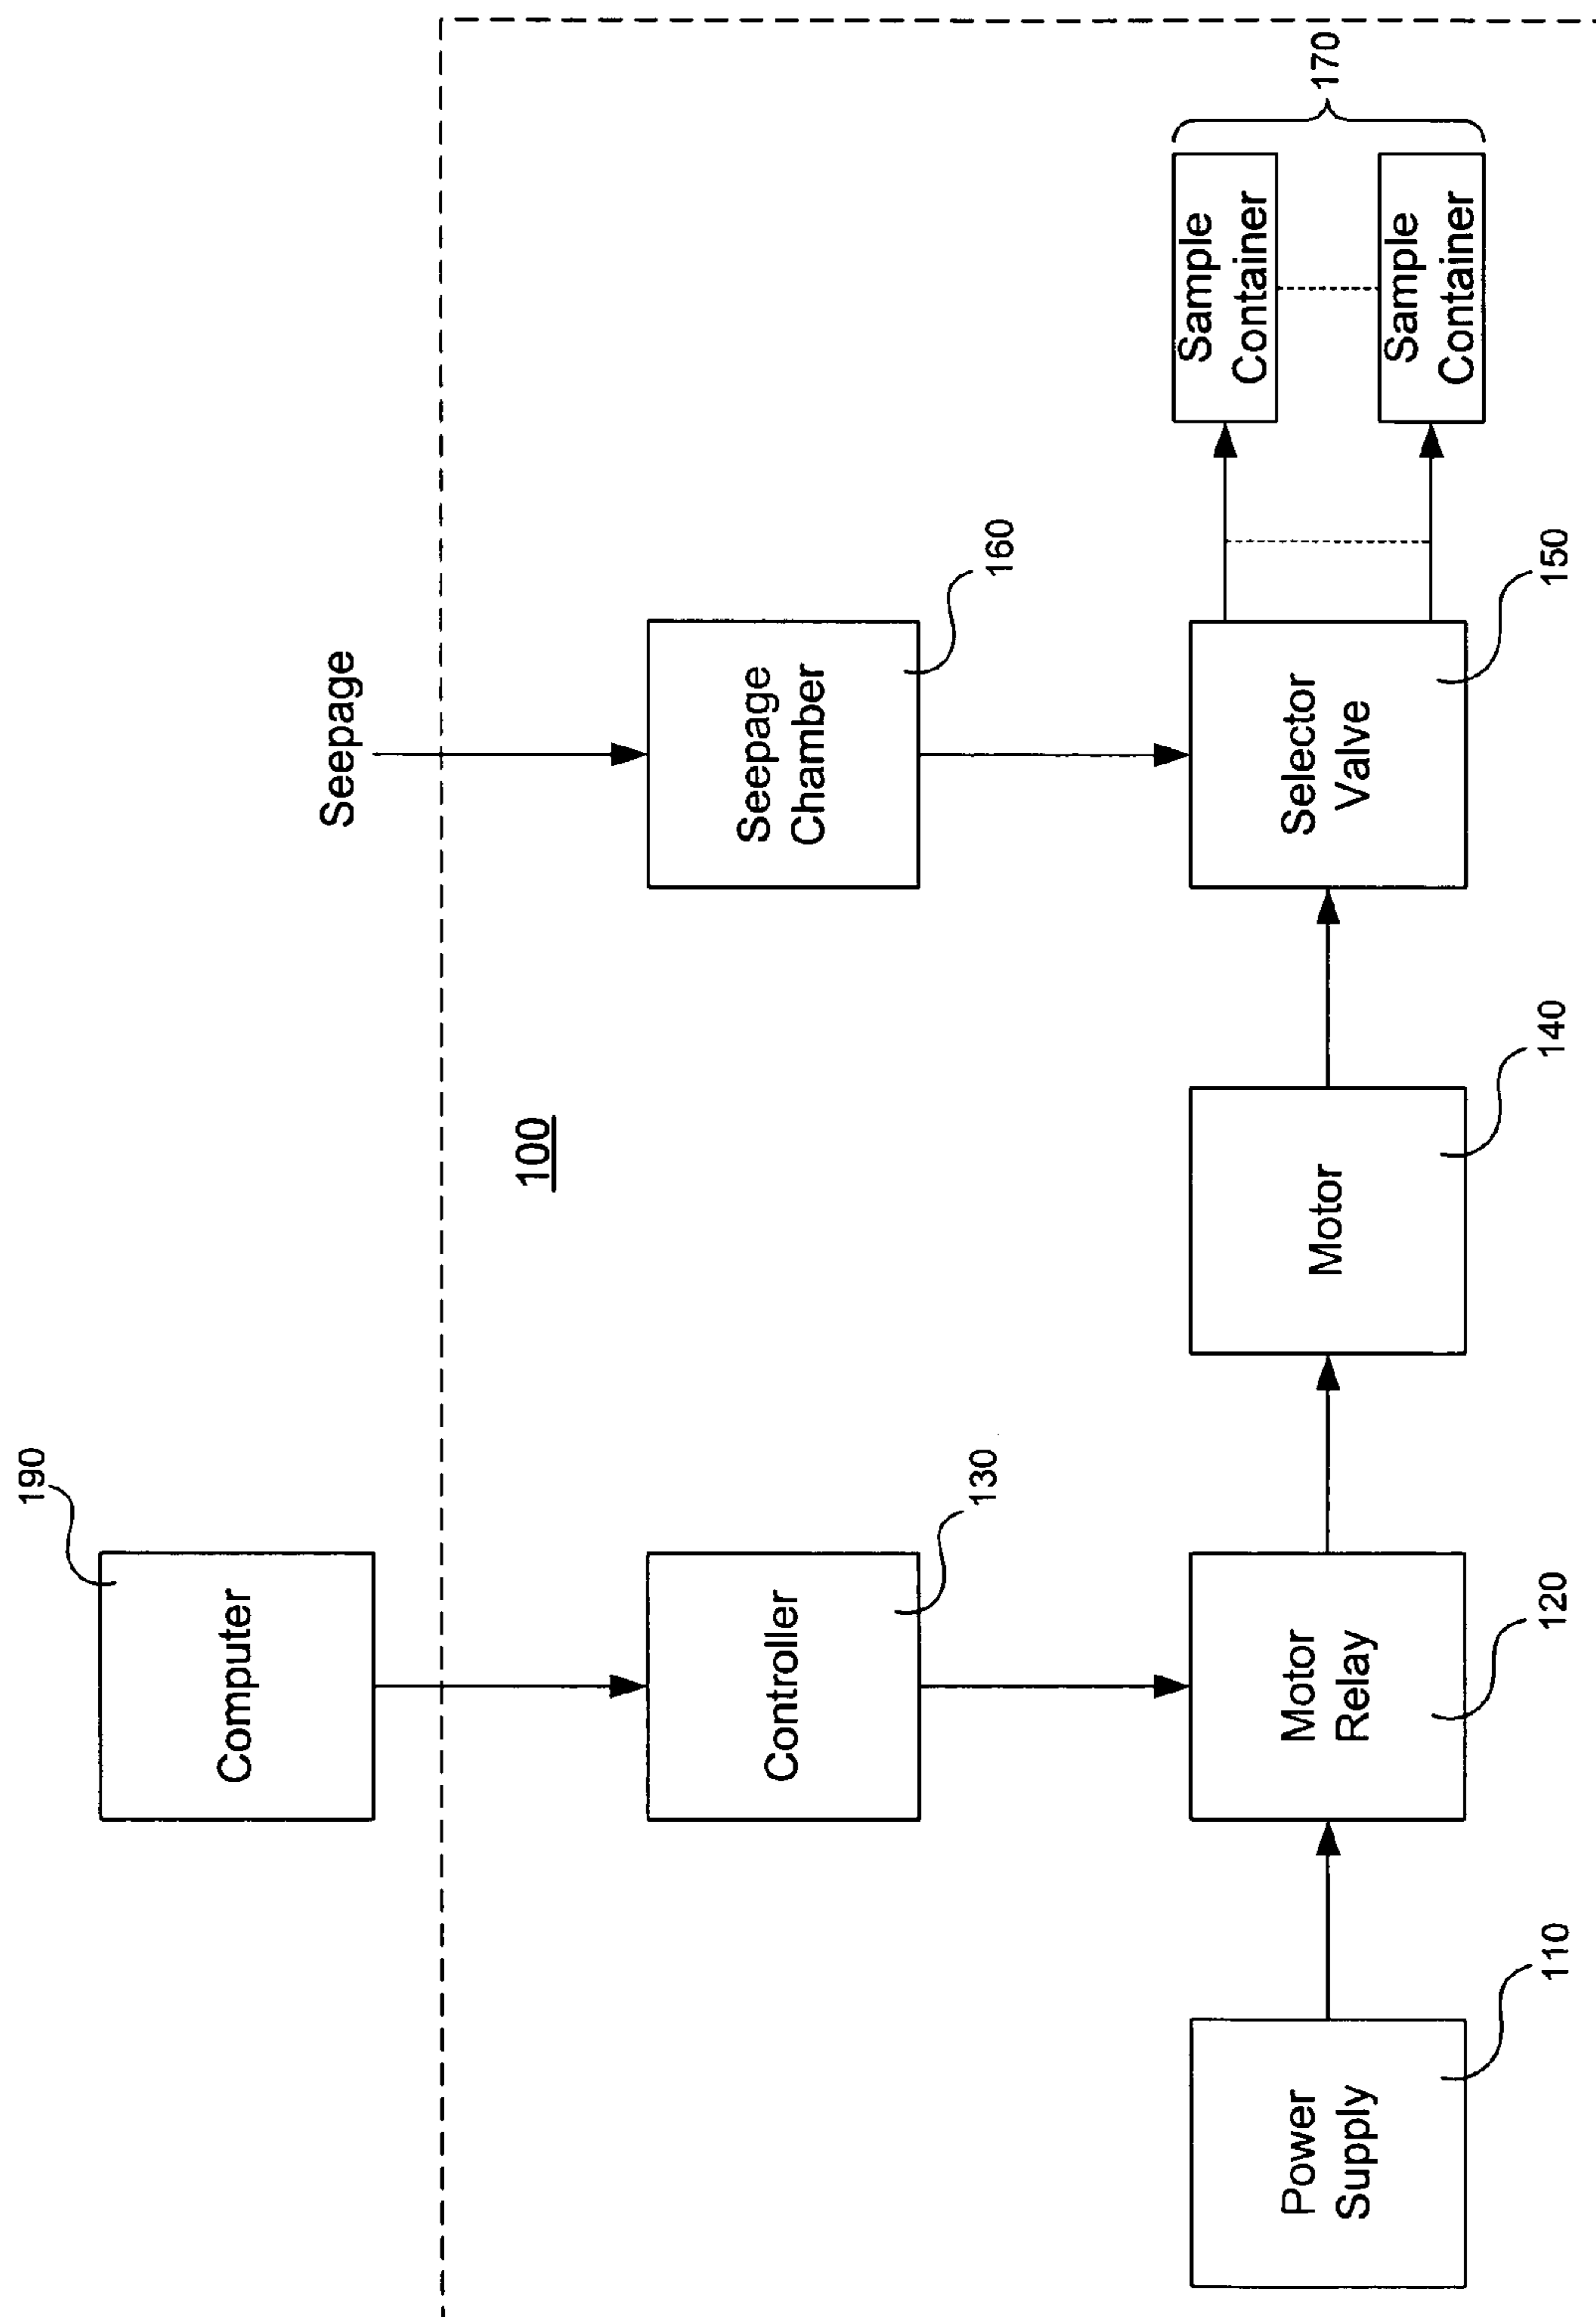 190
Computer
Seepage
100
Controller
130
Seepage
Chamber
160
Power
Supply
110
Motor
Relay
120
Motor
140
Selector
Valve
150
Sample
Container
Sample
Container
170